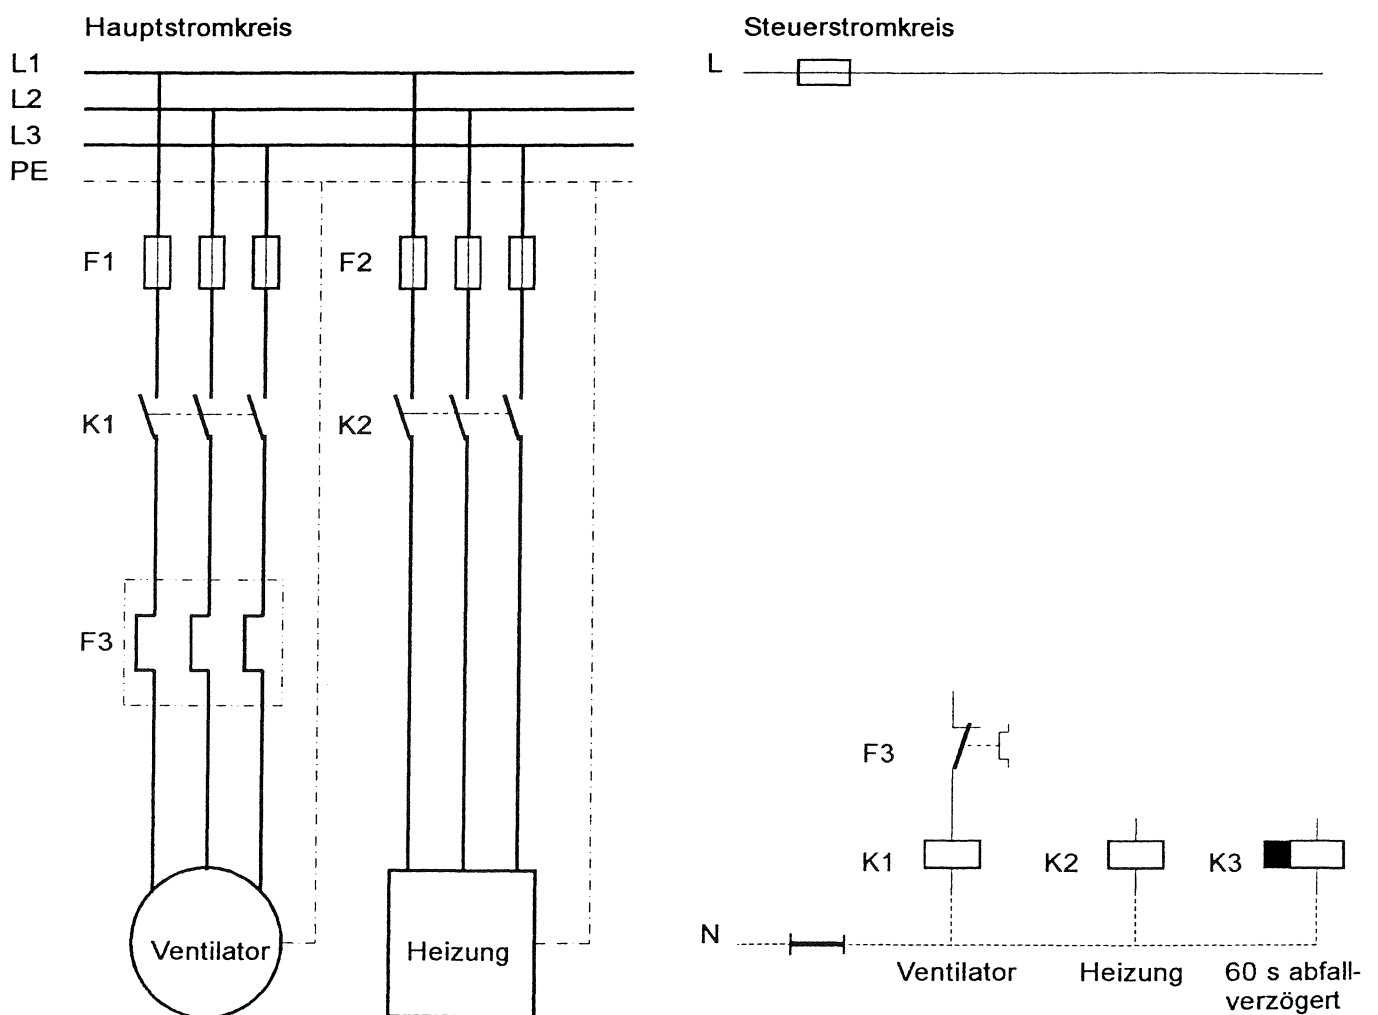 Hauptstromkreis
L1
L2
L3
PE
F1
F2
K1
K2
F3
Ventilator
Heizung
Steuerstromkreis
L
F3
K1
K2
K3
N
Ventilator
Heizung
60 s abfall-
verzögert